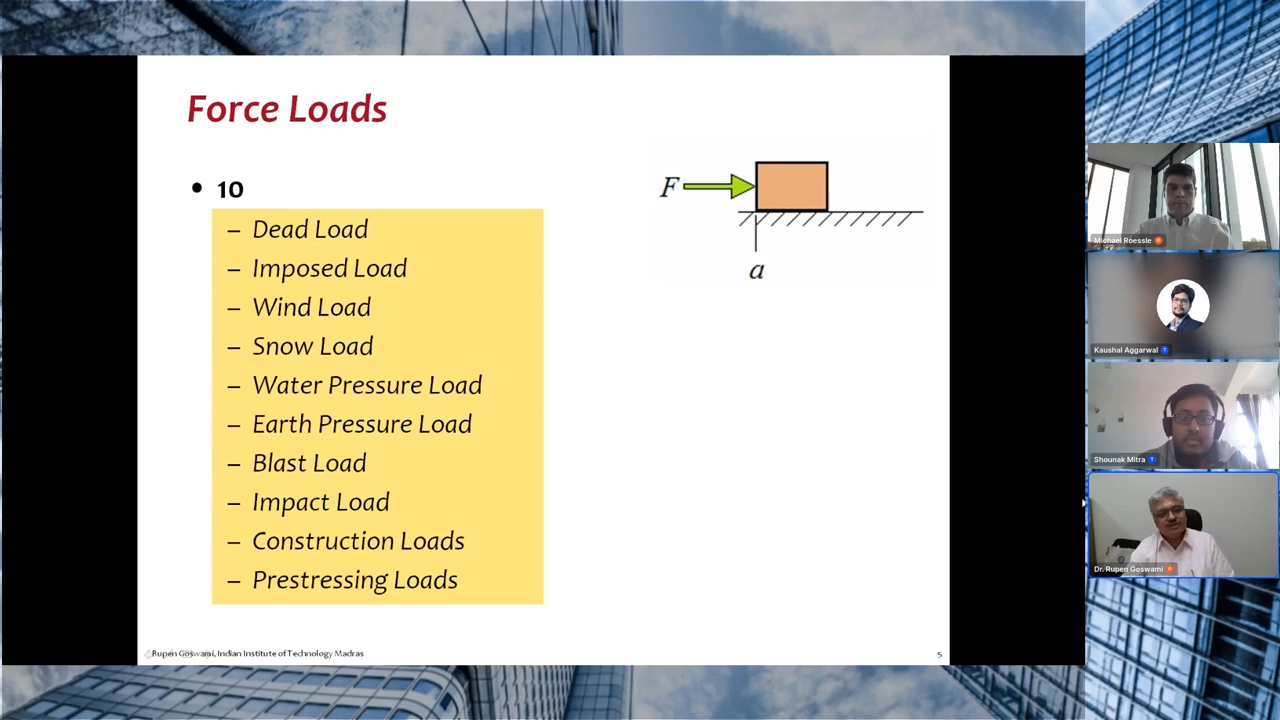 Force Loads
• 10
– Dead Load
– Imposed Load
– Wind Load
– Snow Load
– Water Pressure Load
– Earth Pressure Load
– Blast Load
– Impact Load
– Construction Loads
– Prestressing Loads
F
a
Rupen Goswami, Indian Institute of Technology Madras
5
Michael Roessle
Kaushal Aggarwal
Shounak Mitra
Dr. Rupen Goswami